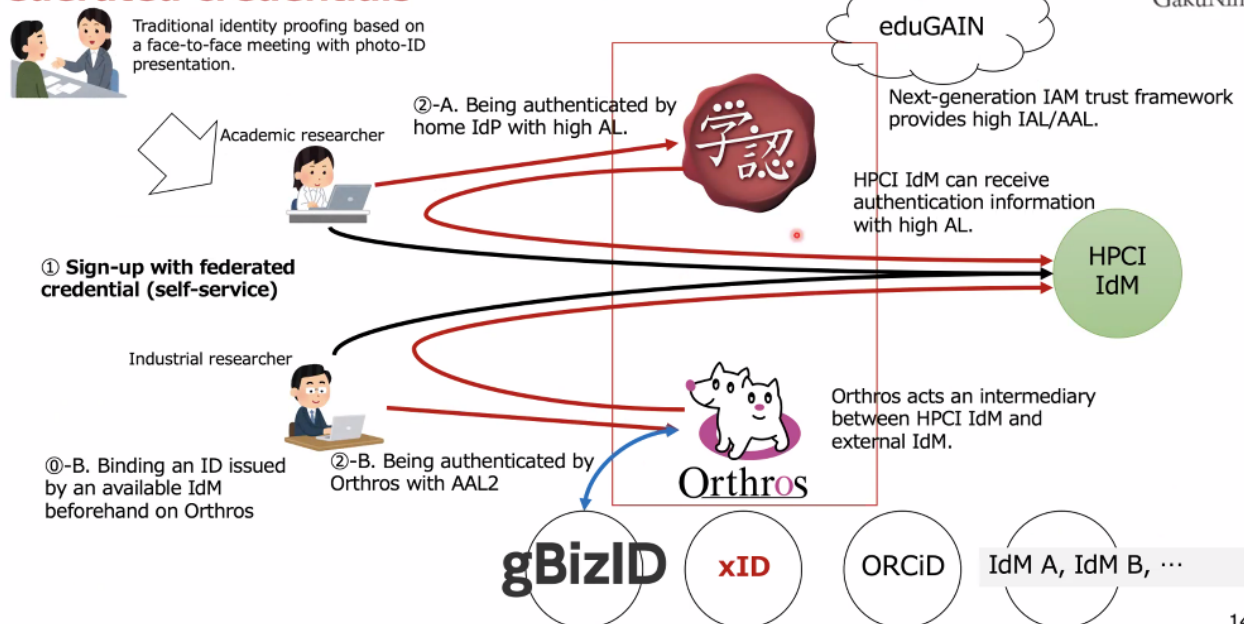 Traditional identity proofing based on
a face-to-face meeting with photo-ID
presentation.
eduGAIN
②-A. Being authenticated by
home IdP with high AL.
Next-generation IAM trust framework
provides high IAL/AAL.
Academic researcher
学認
HPCI IdM can receive
authentication information
with high AL.
HPCI
IdM
① Sign-up with federated
credential (self-service)
Industrial researcher
Orthros acts an intermediary
between HPCI IdM and
external IdM.
⓪-B. Binding an ID issued
by an available IdM
beforehand on Orthros
②-B. Being authenticated by
Orthros with AAL2
Orthros
gBizID
xID
ORCiD
IdM A, IdM B, …